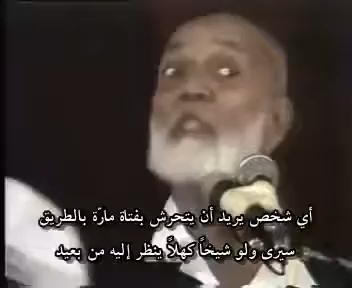 أي شخص يريد أن يتحرش بفتاة مارّة بالطريق
سيرى ولو شيخاً كهلاً ينظر إليه من بعيد